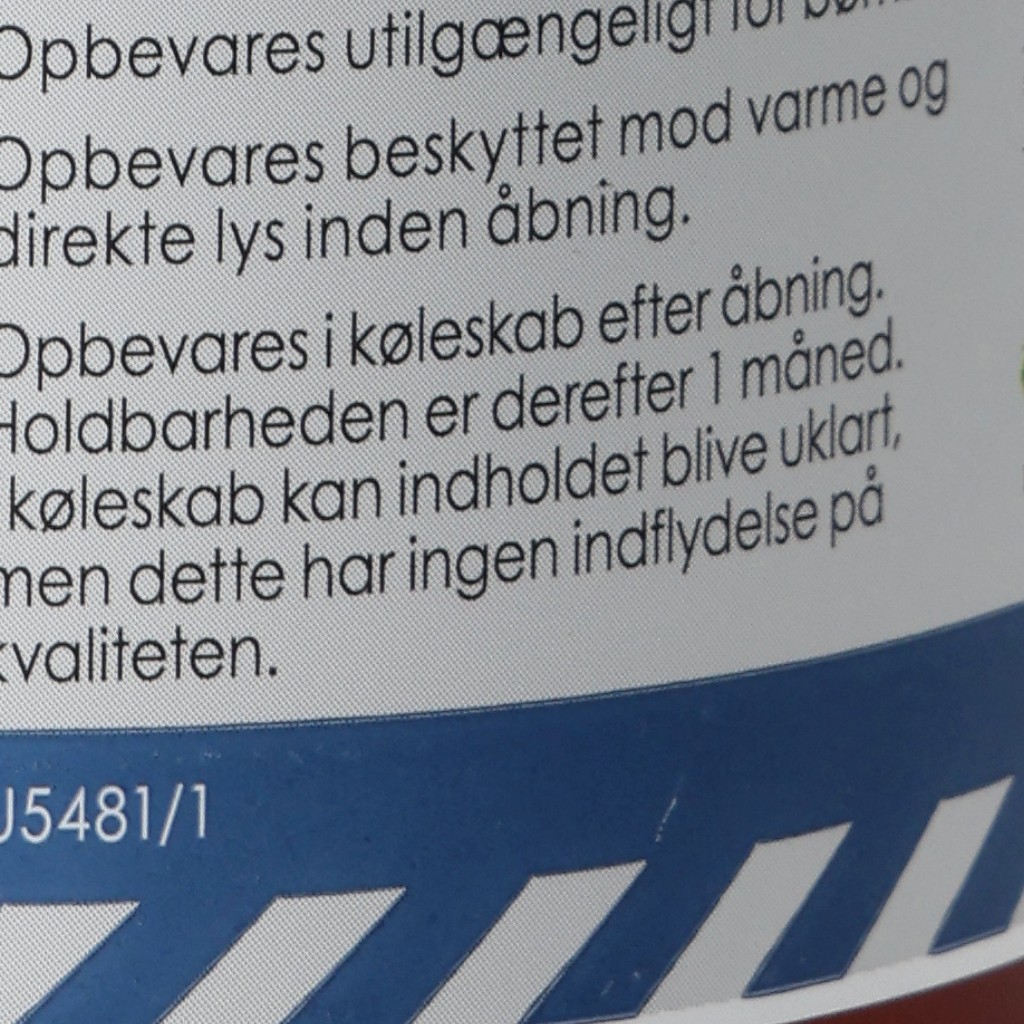 Opbevares utilgængeligt for
Opbevares beskyttet mod varme og
direkte lys inden åbning.
Opbevares i køleskab efter åbning.
Holdbarheden er derefter 1 måned.
køleskab kan indholdet blive uklart,
men dette har ingen indflydelse på
kvaliteten.
J5481/1